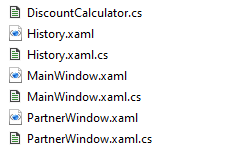 DiscountCalculator.cs
History.xaml
History.xaml.cs
MainWindow.xaml
MainWindow.xaml.cs
PartnerWindow.xaml
PartnerWindow.xaml.cs